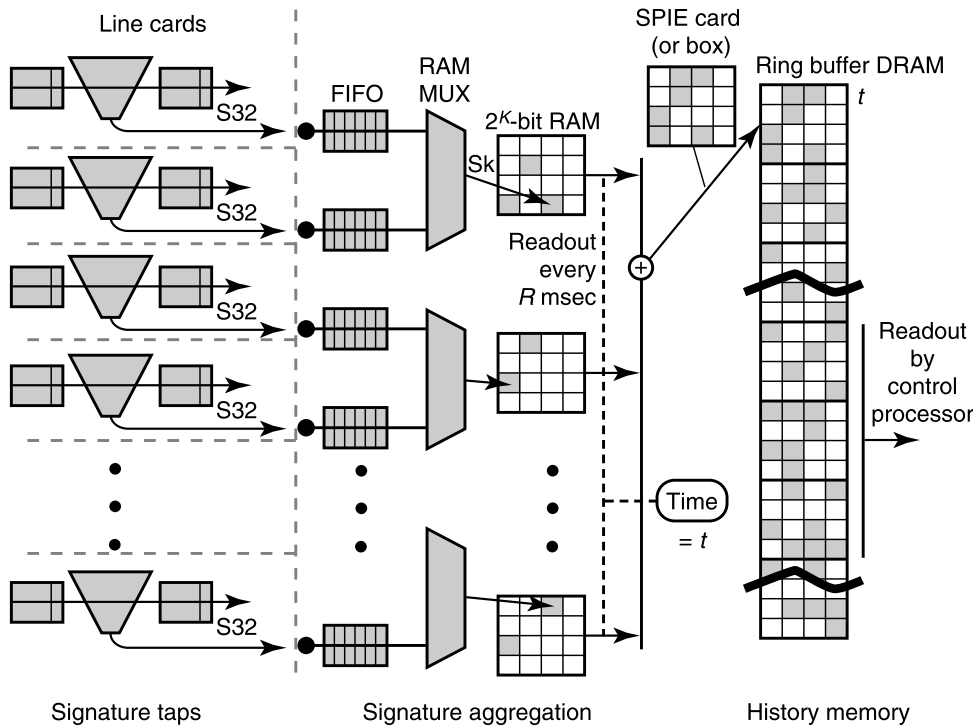 Line cards
SPIE card
(or box)
Ring buffer DRAM
t
RAM
MUX
FIFO
2^K-bit RAM
S32
Sk
S32
Readout
every
R msec
S32
S32
Readout
by
control
processor
Time
= t
S32
Signature taps
Signature aggregation
History memory